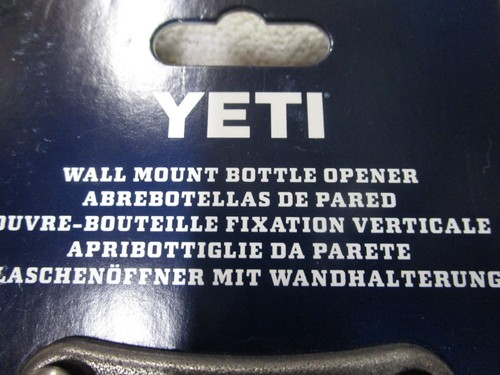 YETI
WALL MOUNT BOTTLE OPENER
ABREBOTELLAS DE PARED
OUVRE-BOUTEILLE FIXATION VERTICALE
APRIBOTTIGLIE DA PARETE
LASCHENÖFFNER MIT WANDHALTERUNG